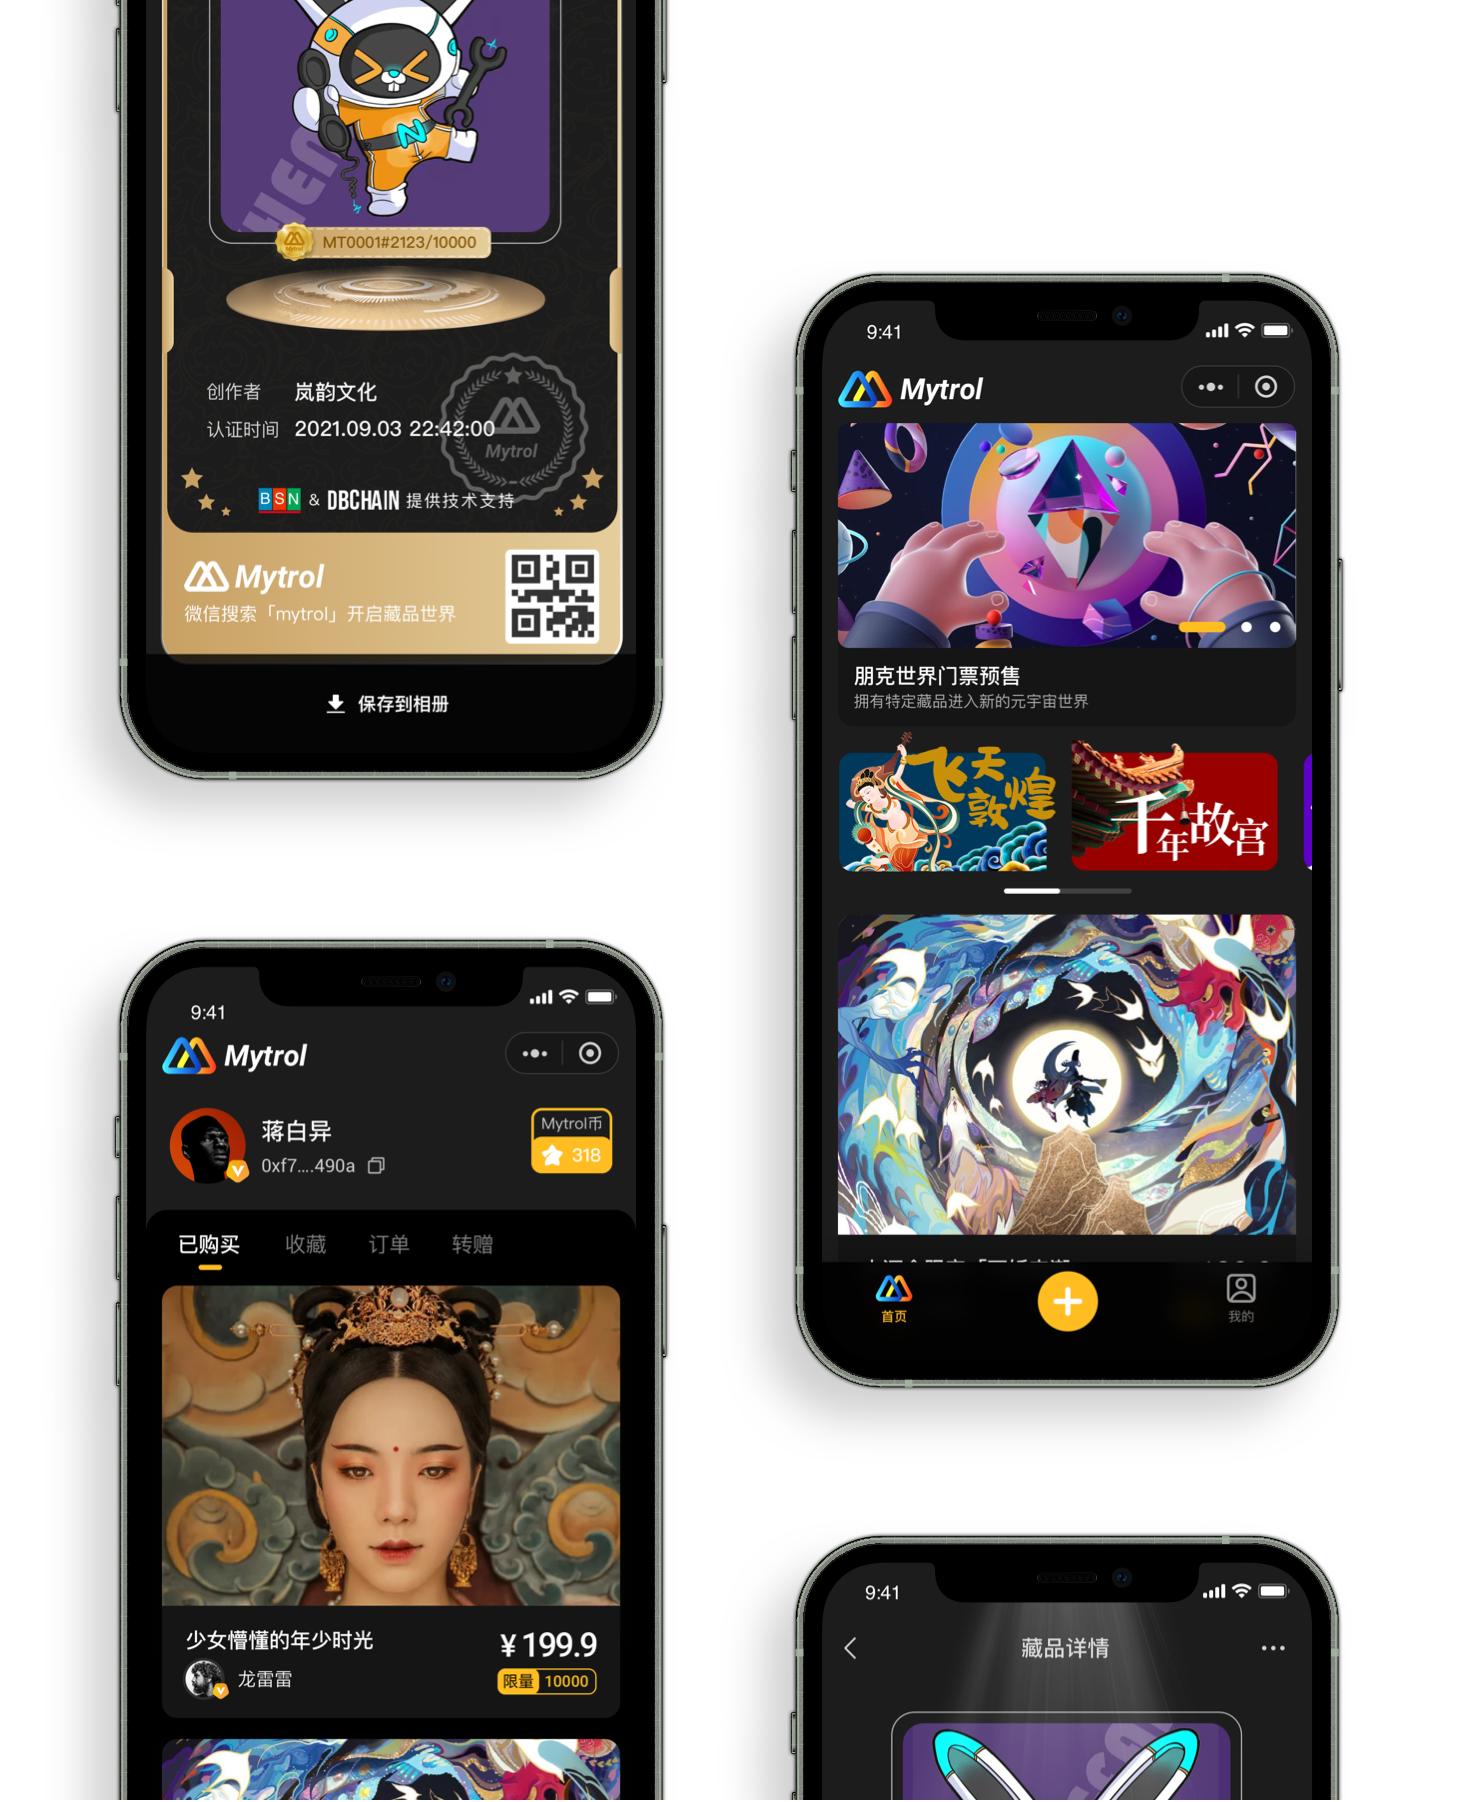 MT0001#2123/10000
创作者 岚韵文化
认证时间 2021.09.03 22:42:00
Mytrol
BSN & DBCHAIN 提供技术支持
Mytrol
微信搜索「mytrol」开启藏品世界
保存到相册
9:41
Mytrol
朋克世界门票预售
拥有特定藏品进入新的元宇宙世界
飞天敦煌
千年故宫
首页
我的
9:41
Mytrol
蒋白异
0xf7....490a
Mytrol币
318
已购买 收藏 订单 转赠
少女懵懂的年少时光
¥199.9
龙雷雷
限量 10000
9:41
藏品详情